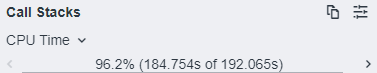 Call Stacks
CPU Time
96.2% (184.754s of 192.065s)